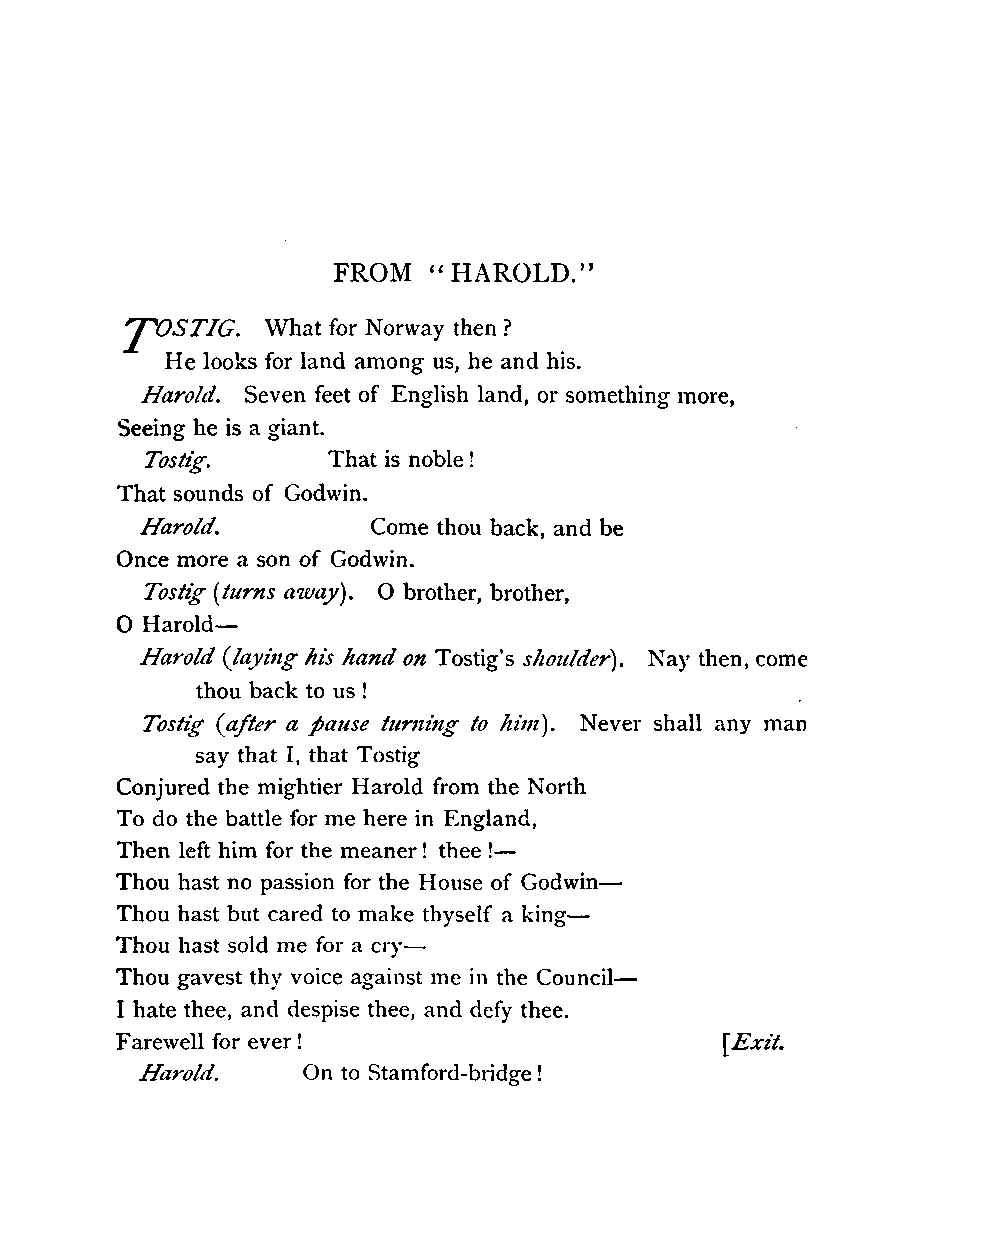 FROM "HAROLD."
TOSTIG. What for Norway then?
He looks for land among us, he and his.
Harold. Seven feet of English land, or something more,
Seeing he is a giant.
Tostig. That is noble!
That sounds of Godwin.
Harold. Come thou back, and be
Once more a son of Godwin.
Tostig (turns away). O brother, brother,
O Harold—
Harold (laying his hand on Tostig's shoulder). Nay then, come
thou back to us!
Tostig (after a pause turning to him). Never shall any man
say that I, that Tostig
Conjured the mightier Harold from the North
To do the battle for me here in England,
Then left him for the meaner! thee!—
Thou hast no passion for the House of Godwin—
Thou hast but cared to make thyself a king—
Thou hast sold me for a cry—
Thou gavest thy voice against me in the Council—
I hate thee, and despise thee, and defy thee.
Farewell for ever! [Exit.
Harold. On to Stamford-bridge!